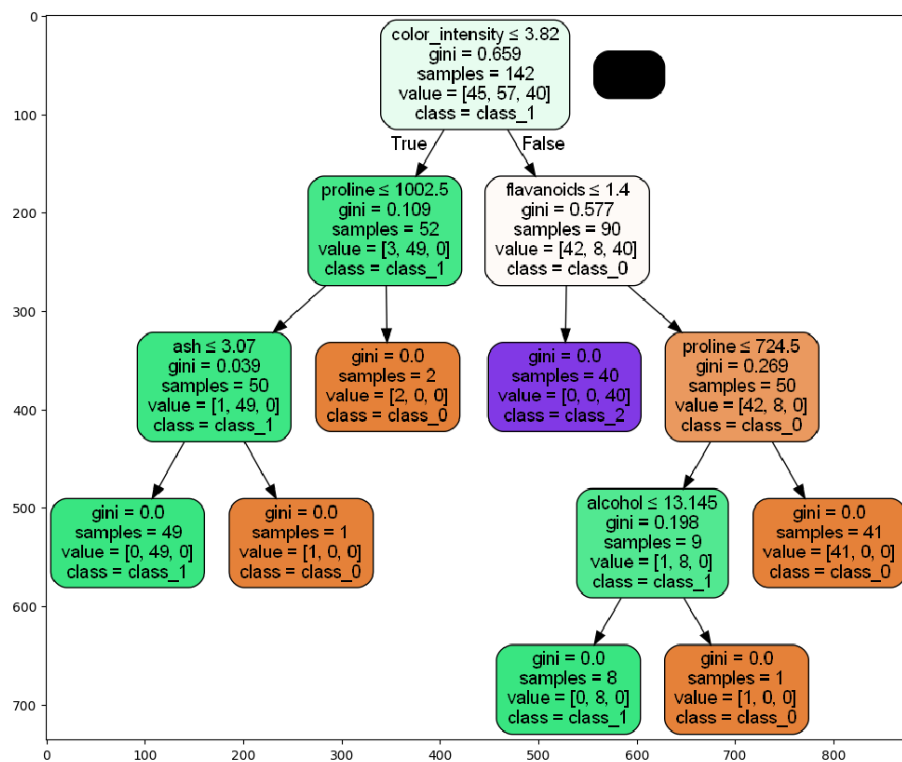 color_intensity ≤ 3.82
gini = 0.659
samples = 142
value = [45, 57, 40]
class = class_1
True
False
proline ≤ 1002.5
gini = 0.109
samples = 52
value = [3, 49, 0]
class = class_1
flavanoids ≤ 1.4
gini = 0.577
samples = 90
value = [42, 8, 40]
class = class_0
ash ≤ 3.07
gini = 0.039
samples = 50
value = [1, 49, 0]
class = class_1
gini = 0.0
samples = 2
value = [2, 0, 0]
class = class_0
gini = 0.0
samples = 40
value = [0, 0, 40]
class = class_2
proline ≤ 724.5
gini = 0.269
samples = 50
value = [42, 8, 0]
class = class_0
gini = 0.0
samples = 49
value = [0, 49, 0]
class = class_1
gini = 0.0
samples = 1
value = [1, 0, 0]
class = class_0
alcohol ≤ 13.145
gini = 0.198
samples = 9
value = [1, 8, 0]
class = class_1
gini = 0.0
samples = 41
value = [41, 0, 0]
class = class_0
gini = 0.0
samples = 8
value = [0, 8, 0]
class = class_1
gini = 0.0
samples = 1
value = [1, 0, 0]
class = class_0
0
100
200
300
400
500
600
700
0 100 200 300 400 500 600 700 800